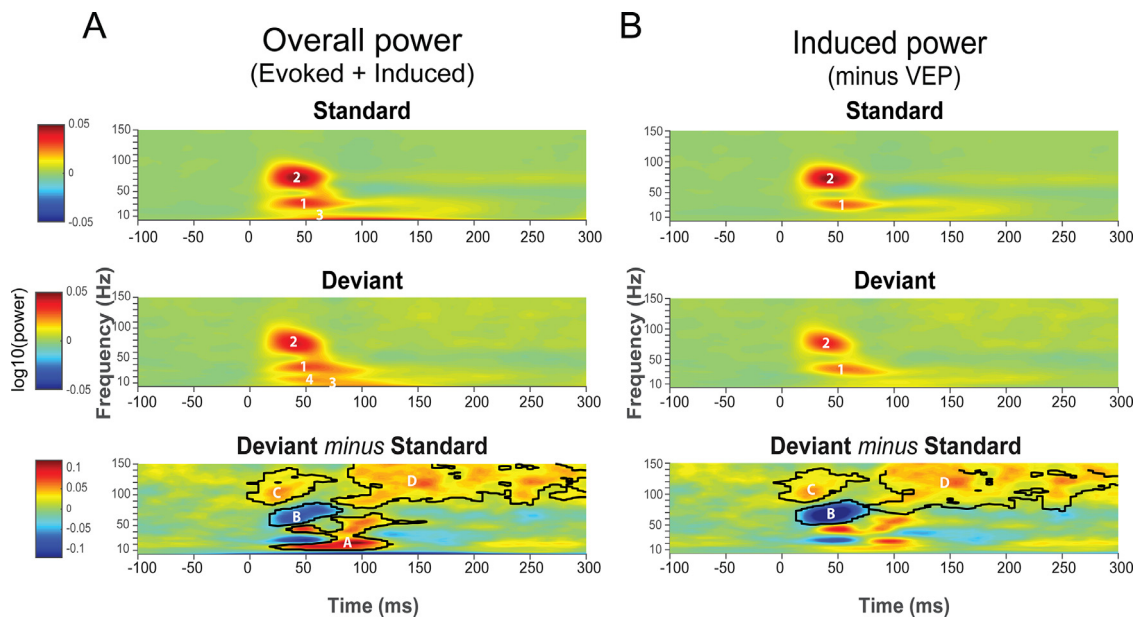 A
Overall power
(Evoked + Induced)
B
Induced power
(minus VEP)
Standard
Standard
0.05
0
-0.05
150
100
50
10
2
1
3
-100 -50 0 50 100 150 200 250 300
150
100
50
10
2
1
-100 -50 0 50 100 150 200 250 300
Deviant
Deviant
log10(power)
0.05
0
-0.05
Frequency (Hz)
150
100
50
10
2
1
4
3
-100 -50 0 50 100 150 200 250 300
Frequency (Hz)
150
100
50
10
2
1
-100 -50 0 50 100 150 200 250 300
Deviant minus Standard
Deviant minus Standard
0.1
0.05
0
-0.05
-0.1
150
100
50
10
C
D
B
A
-100 -50 0 50 100 150 200 250 300
150
100
50
10
C
D
B
-100 -50 0 50 100 150 200 250 300
Time (ms)
Time (ms)